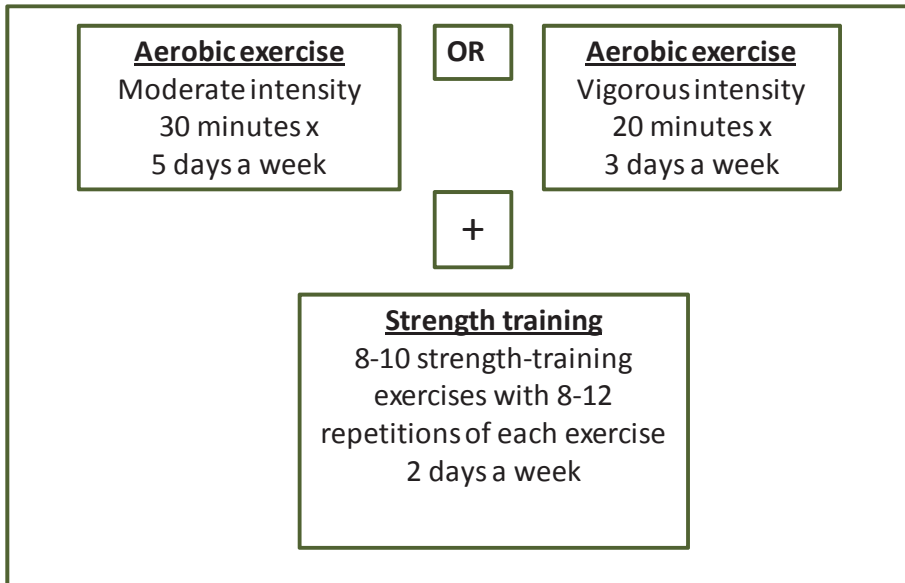 Aerobic exercise
Moderate intensity
30 minutes x
5 days a week
OR
Aerobic exercise
Vigorous intensity
20 minutes x
3 days a week
+
Strength training
8-10 strength-training
exercises with 8-12
repetitions of each exercise
2 days a week